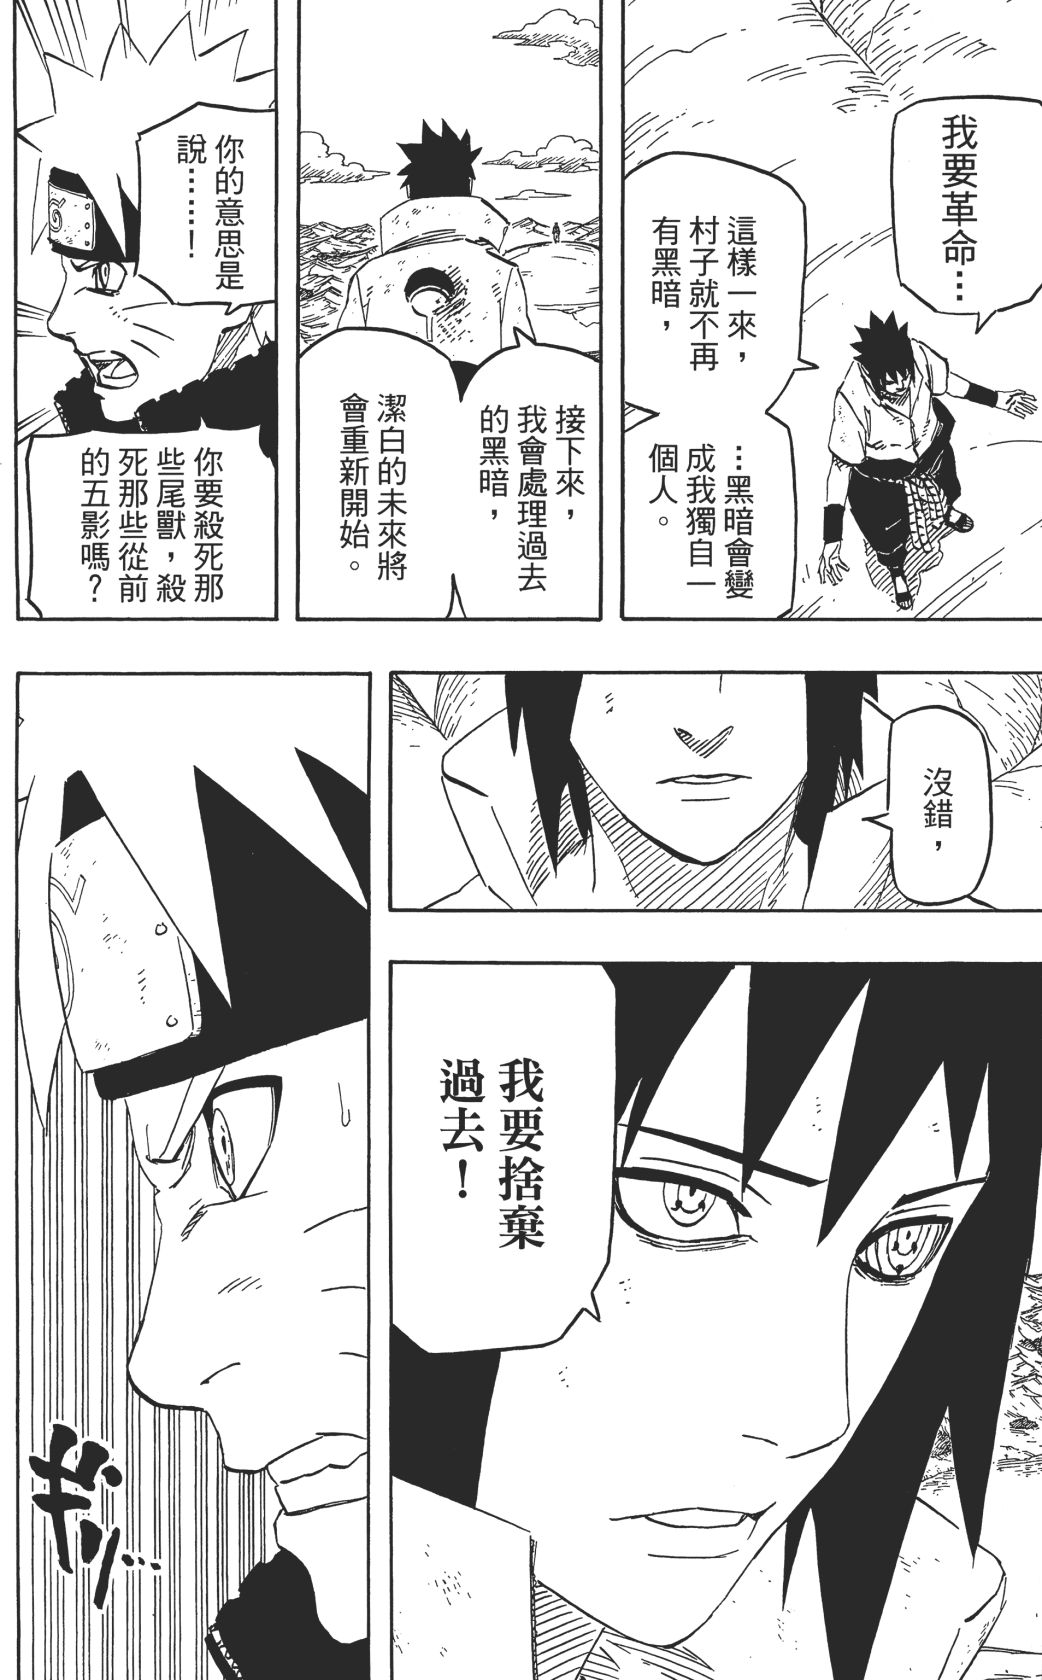 我要革命…
這樣一來，
村子就不再
有黑暗，
…黑暗會變
成我獨自一
個人。
接下來，
我會處理過去
的黑暗，
潔白的未來將
會重新開始。
你的意思是
說……！
你要殺死那
些尾獸，殺
死那些從前
的五影嗎？
沒錯，
我要捨棄
過去！
ギリ…